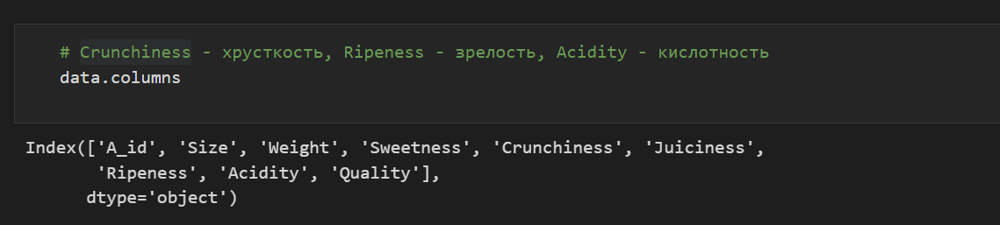 # Crunchiness - хрусткость, Ripeness - зрелость, Acidity - кислотность
data.columns
Index(['A_id', 'Size', 'Weight', 'Sweetness', 'Crunchiness', 'Juiciness',
'Ripeness', 'Acidity', 'Quality'],
dtype='object')